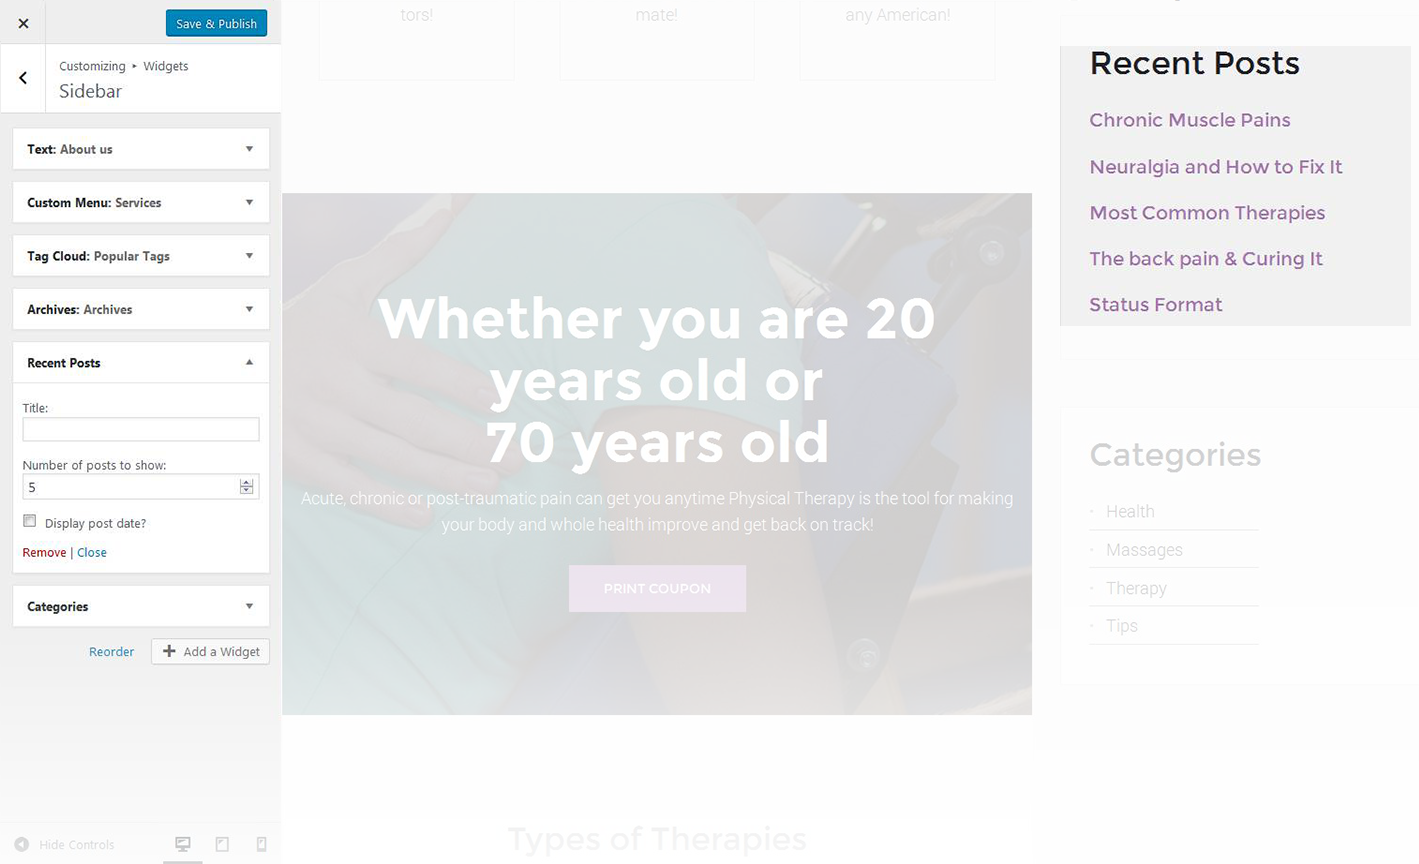 Save & Publish
Customizing ▸ Widgets
Sidebar
Text: About us
Custom Menu: Services
Tag Cloud: Popular Tags
Archives: Archives
Recent Posts
Title:
Number of posts to show:
5
Display post date?
Remove | Close
Categories
Reorder
Add a Widget
Hide Controls
tors!
mate!
any American!
Whether you are 20
years old or
70 years old
Acute, chronic or post-traumatic pain can get you anytime Physical Therapy is the tool for making
your body and whole health improve and get back on track!
PRINT COUPON
Types of Therapies
Recent Posts
Chronic Muscle Pains
Neuralgia and How to Fix It
Most Common Therapies
The back pain & Curing It
Status Format
Categories
Health
Massages
Therapy
Tips